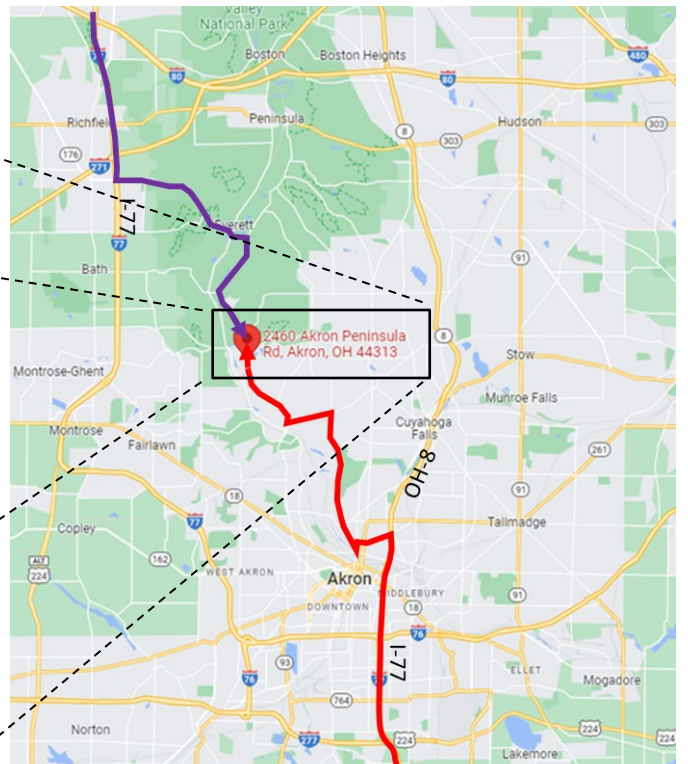 Valley
National Park
Boston
Boston Heights
480
80
80
Richfield
Peninsula
8
303
Hudson
303
176
271
I-77
77
Everett
91
Bath
8
2460 Akron Peninsula
Rd, Akron, OH 44313
Stow
Montrose-Ghent
Munroe Falls
Montrose
Fairlawn
Cuyahoga
Falls
261
OH-8
18
91
77
Tallmadge
Copley
162
ALT
224
WEST AKRON
Akron
MIDDLEBURY
DOWNTOWN
18
91
76
93
I-77
ELLET
76
Mogadore
764
Norton
277
224
224
224
Lakemore